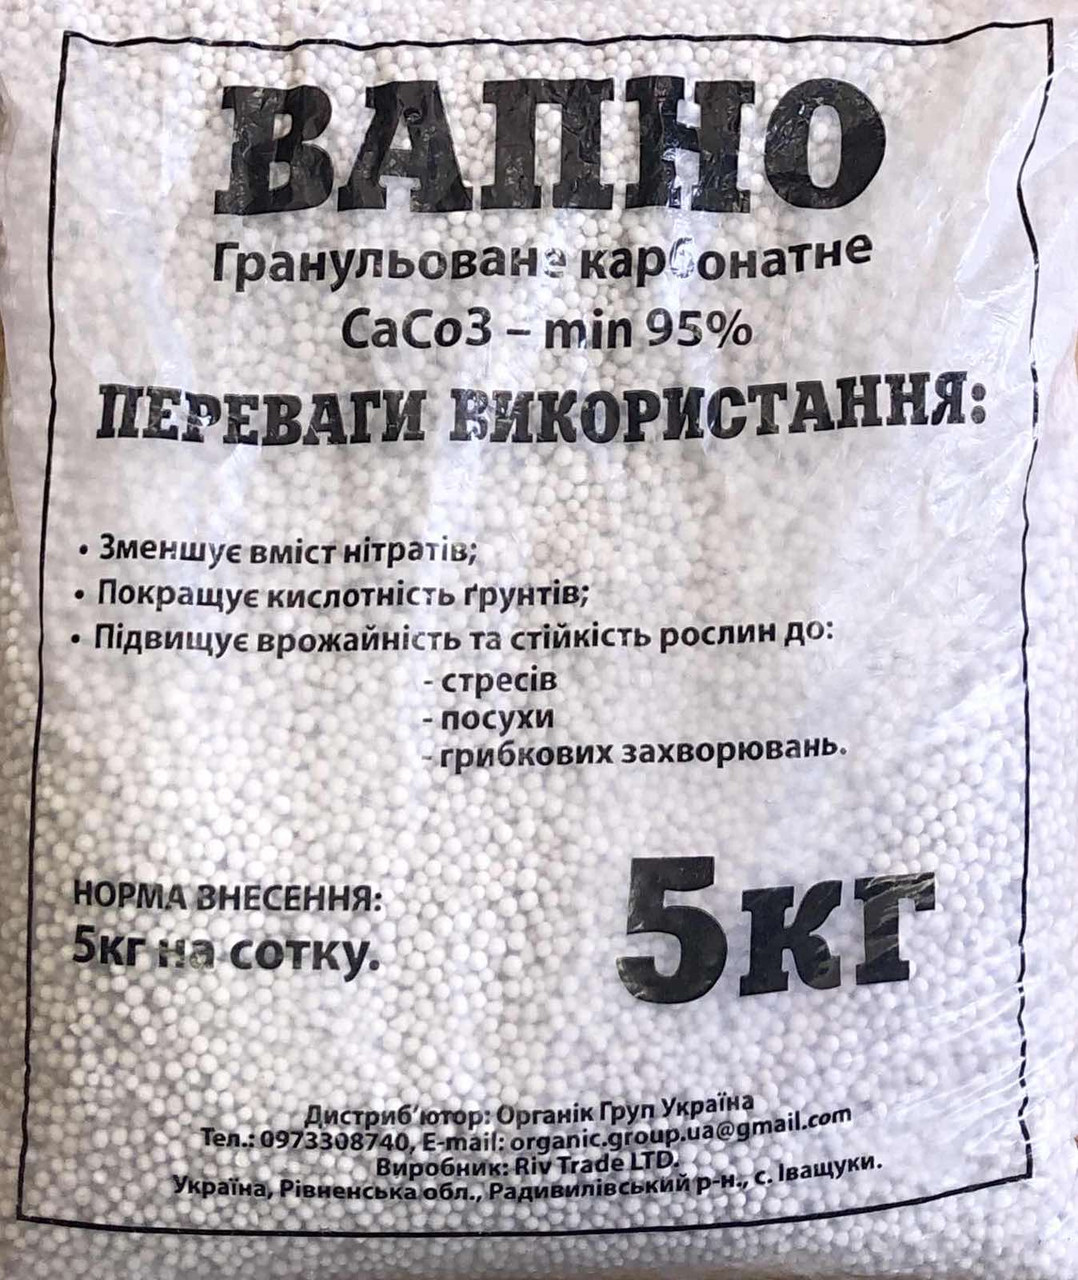 ВАПНО
Гранульоване карбонатне
CaCo3 – min 95%
ПЕРЕВАГИ ВИКОРИСТАННЯ:
• Зменшує вміст нітратів;
• Покращує кислотність ґрунтів;
• Підвищує врожайність та стійкість рослин до:
- стресів
- посухи
- грибкових захворювань.
НОРМА ВНЕСЕННЯ:
5кг на сотку.
5кг
Дистриб'ютор: Органік Груп Україна
Тел.: 0973308740, E-mail: organic.group.ua@gmail.com
Виробник: Riv Trade LTD.
Україна, Рівненська обл., Радивилівський р-н., с. Іващуки.